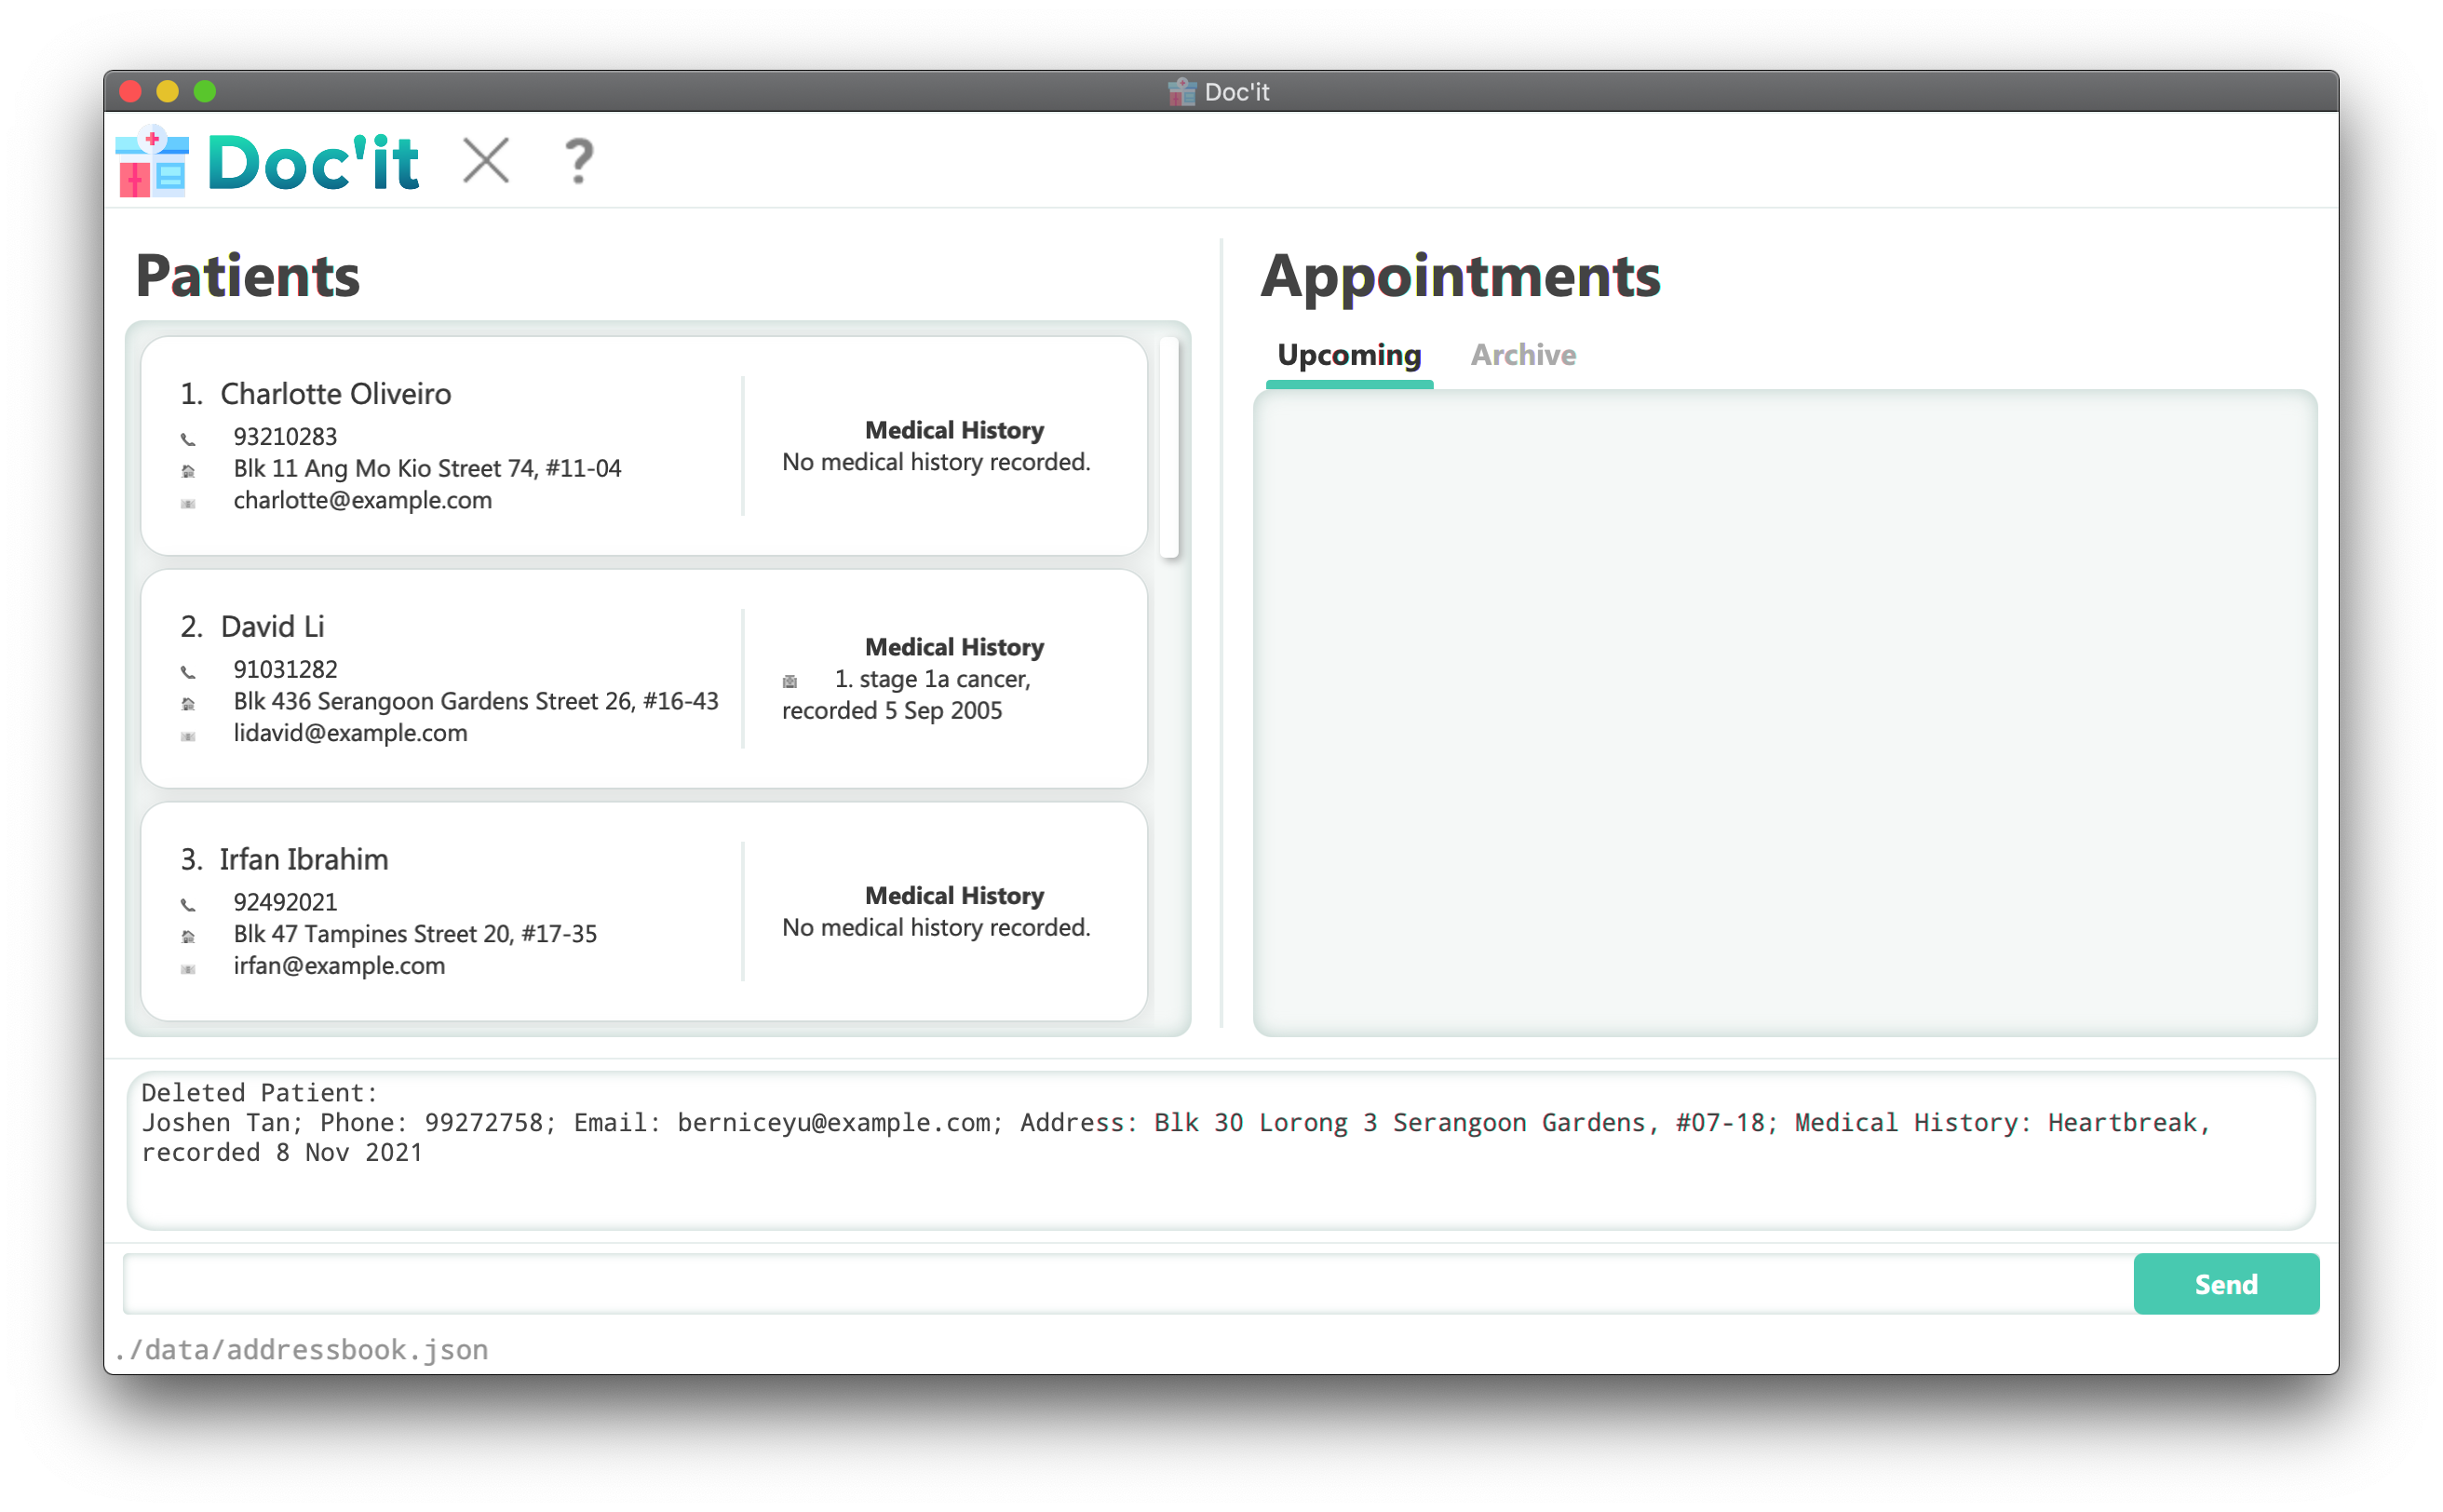 Doc'it
Doc'it
?
Patients
1. Charlotte Oliveiro
93210283
Blk 11 Ang Mo Kio Street 74, #11-04
charlotte@example.com
Medical History
No medical history recorded.
2. David Li
91031282
Blk 436 Serangoon Gardens Street 26, #16-43
lidavid@example.com
Medical History
1. stage 1a cancer,
recorded 5 Sep 2005
3. Irfan Ibrahim
92492021
Blk 47 Tampines Street 20, #17-35
irfan@example.com
Medical History
No medical history recorded.
Appointments
Upcoming Archive
Deleted Patient:
Joshen Tan; Phone: 99272758; Email: berniceyu@example.com; Address: Blk 30 Lorong 3 Serangoon Gardens, #07-18; Medical History: Heartbreak,
recorded 8 Nov 2021
Send
./data/addressbook.json